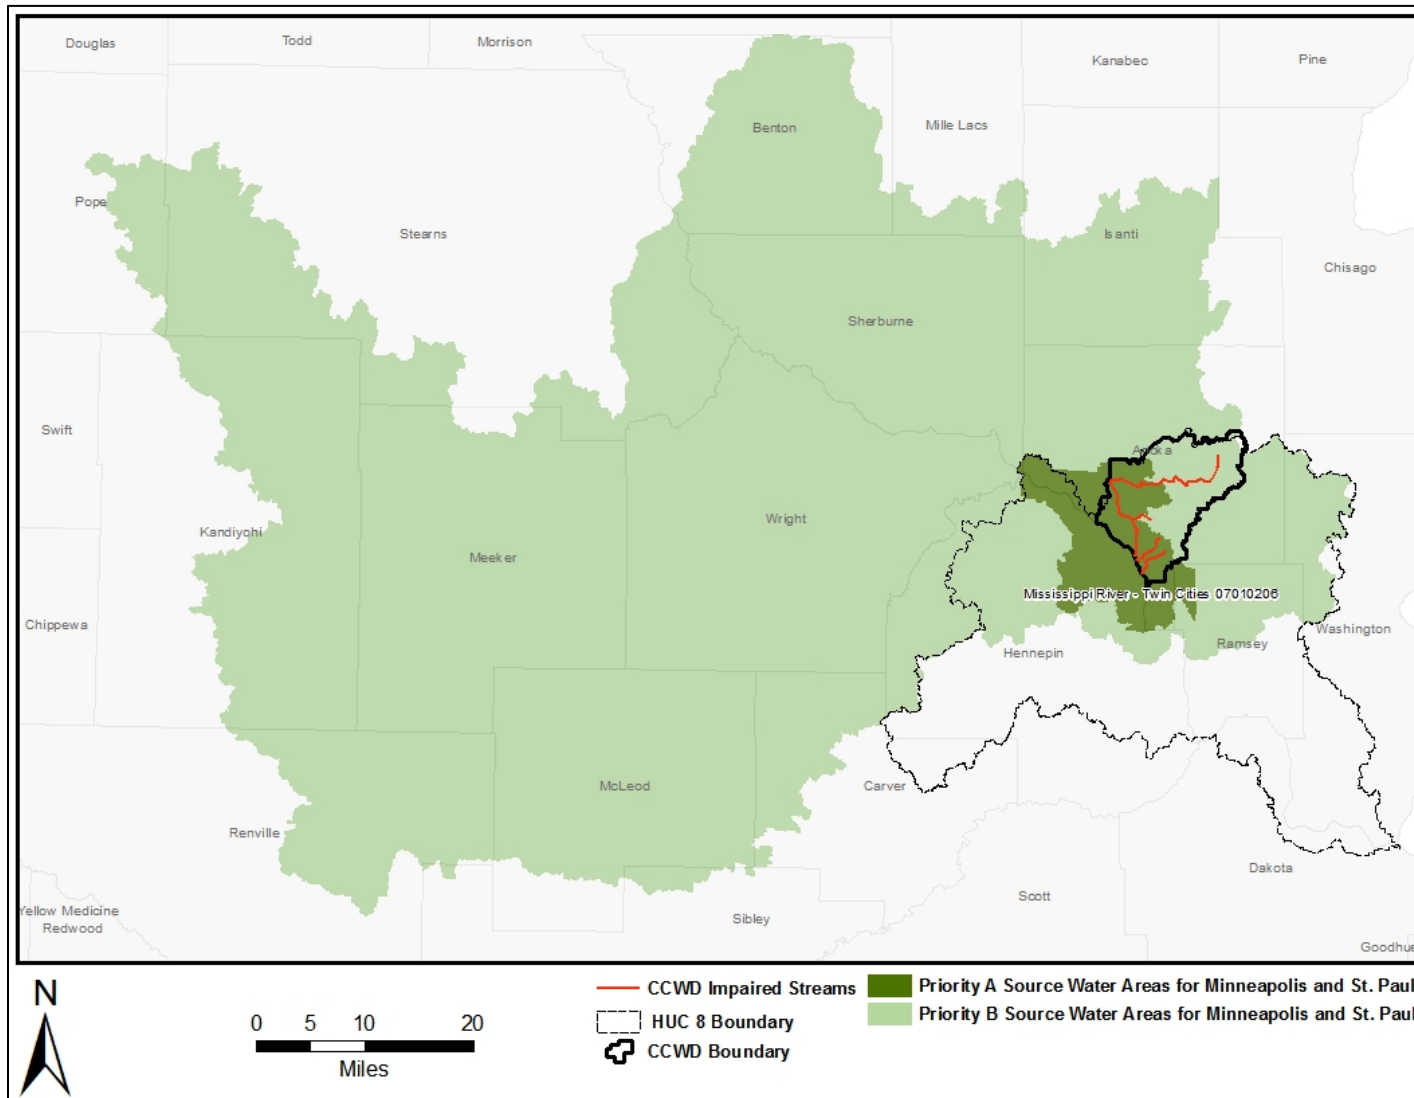 Douglas
Todd
Morrison
Kanabec
Pine
Benton
Mille Lacs
Pope
Stearns
Isanti
Chisago
Sherburne
Swift
Anoka
Kandiyohi
Wright
Meeker
Mississippi River - Twin Cities 07010206
Chippewa
Washington
Hennepin
Ramsey
McLeod
Carver
Renville
Dakota
Scott
Yellow Medicine
Redwood
Sibley
Goodhue
N
0 5 10 20
Miles
CCWD Impaired Streams
HUC 8 Boundary
CCWD Boundary
Priority A Source Water Areas for Minneapolis and St. Paul
Priority B Source Water Areas for Minneapolis and St. Paul